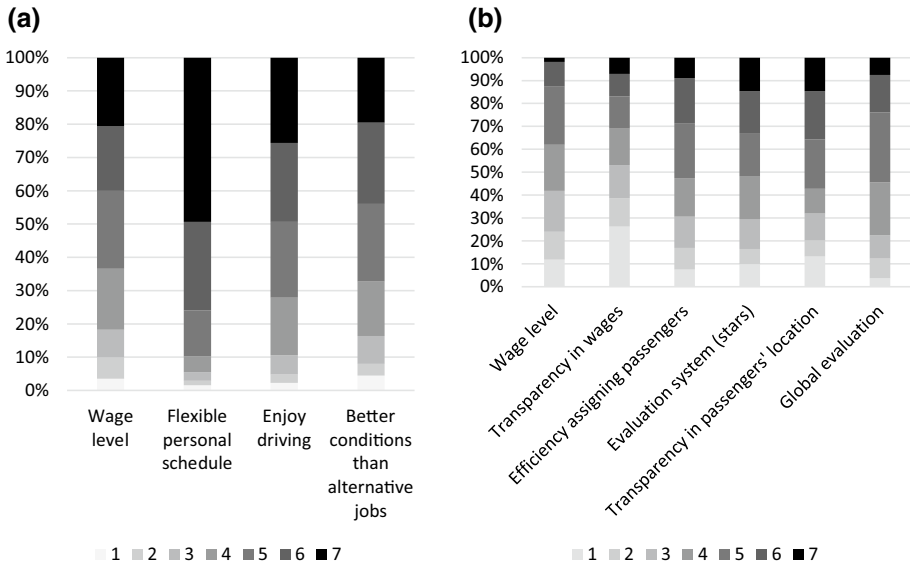 (a)
100%
90%
80%
70%
60%
50%
40%
30%
20%
10%
0%
Wage
level
Flexible
personal
schedule
Enjoy
driving
Better
conditions
than
alternative
jobs
1 2 3 4 5 6 7
(b)
100%
90%
80%
70%
60%
50%
40%
30%
20%
10%
0%
Wage level
Transparency in wages
Efficiency assigning passengers
Evaluation system (stars)
Transparency in passengers' location
Global evaluation
1 2 3 4 5 6 7